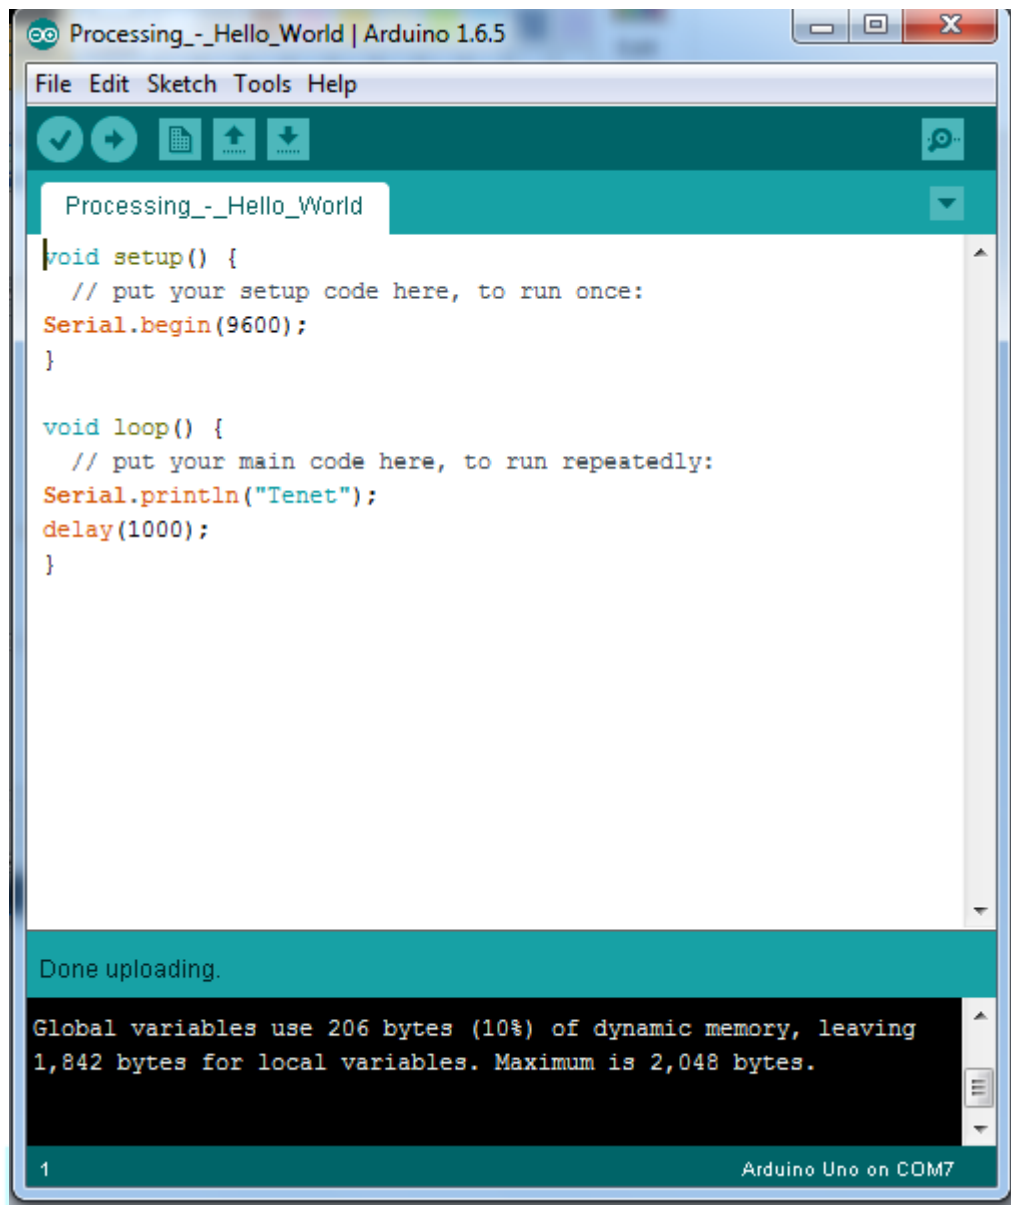 Processing_-_Hello_World | Arduino 1.6.5
File Edit Sketch Tools Help
Processing_-_Hello_World
void setup() {
  // put your setup code here, to run once:
Serial.begin(9600);
}
void loop() {
  // put your main code here, to run repeatedly:
Serial.println("Tenet");
delay(1000);
}
Done uploading.
Global variables use 206 bytes (10%) of dynamic memory, leaving
1,842 bytes for local variables. Maximum is 2,048 bytes.
1 Arduino Uno on COM7